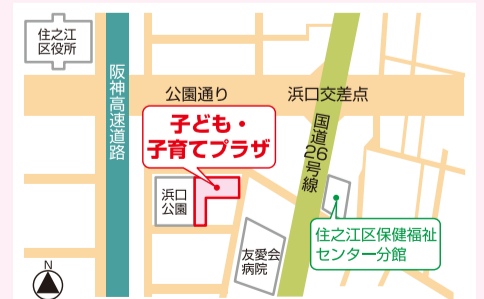 住之江
区役所
阪神高速道路
公園通り
浜口交差点
子ども・
子育てプラザ
国道26号線
浜口
公園
住之江区保健福祉
センター分館
友愛会
病院
N